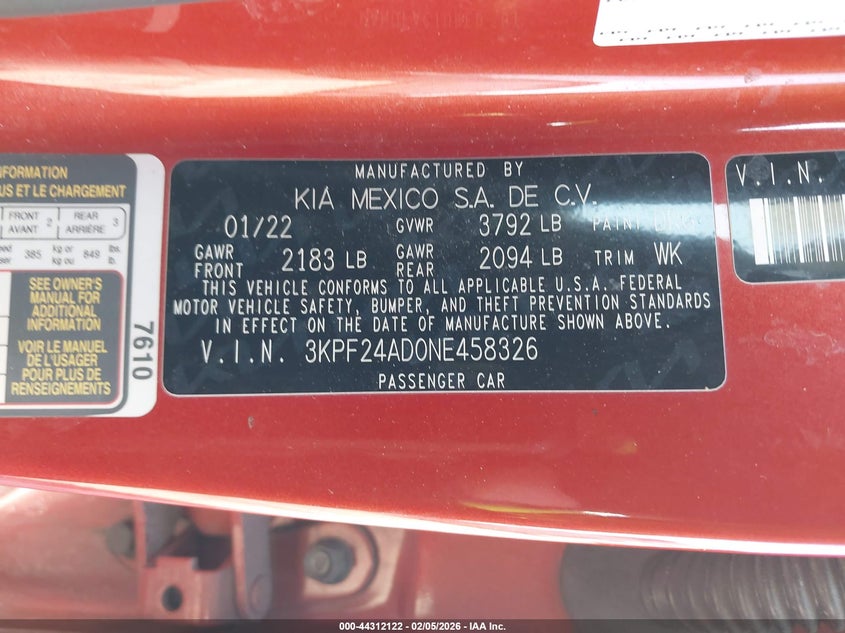 INFORMATION
US ET LE CHARGEMENT
FRONT AVANT 2 REAR ARRIÈRE 3
385 kg or kg ou 849 lbs. lb.
SEE OWNER'S
MANUAL FOR
ADDITIONAL
INFORMATION
VOIR LE MANUEL
DE L'USAGER
POUR PLUS DE
RENSEIGNEMENTS
7610
MANUFACTURED BY
KIA MEXICO S.A. DE C.V.
01/22 GVWR 3792 LB PAINT
GAWR FRONT 2183 LB GAWR REAR 2094 LB TRIM WK
THIS VEHICLE CONFORMS TO ALL APPLICABLE U.S.A. FEDERAL
MOTOR VEHICLE SAFETY, BUMPER, AND THEFT PREVENTION STANDARDS
IN EFFECT ON THE DATE OF MANUFACTURE SHOWN ABOVE.
V.I.N. 3KPF24AD0NE458326
PASSENGER CAR
V.I.N.
000-44312122 - 02/05/2026 - IAA Inc.